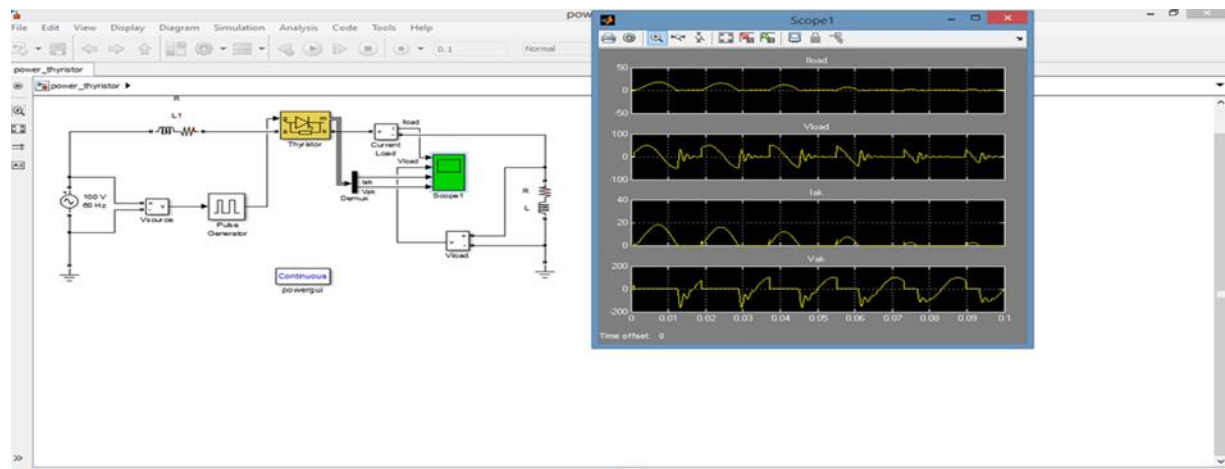 pow
File Edit View Display Diagram Simulation Analysis Code Tools Help
0.1 Normal
power_thyristor
power_thyristor
R
L1
g m
a k
Thyristor
Iload
Current
Load
Vload
Iak
Vak
Demux
Scope1
100 V
60 Hz
Vsource
Pulse
Generator
R
L
Vload
Continuous
powergui
Scope1
Iload
50
0
-50
Vload
100
0
-100
Iak
40
20
0
Vak
200
0
-200
0 0.01 0.02 0.03 0.04 0.05 0.06 0.07 0.08 0.09 0.1
Time offset: 0